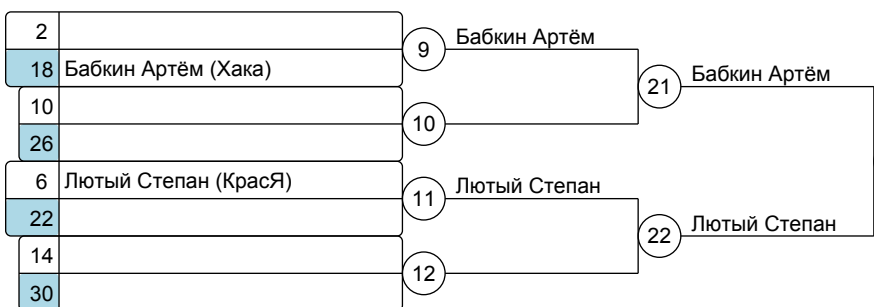 2
9 Бабкин Артём
18 Бабкин Артём (Хака)
21 Бабкин Артём
10
10
26
6 Лютый Степан (КрасЯ)
11 Лютый Степан
22
22 Лютый Степан
14
12
30